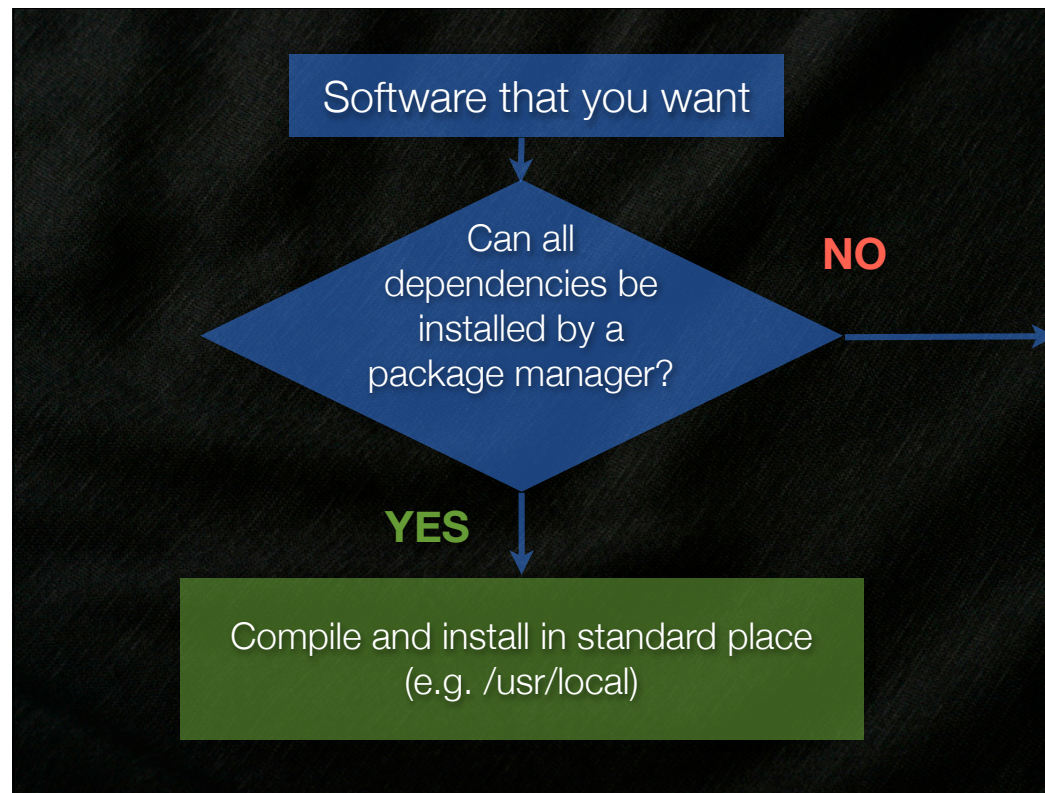 Software that you want
Can all
dependencies be
installed by a
package manager?
NO
YES
Compile and install in standard place
(e.g. /usr/local)